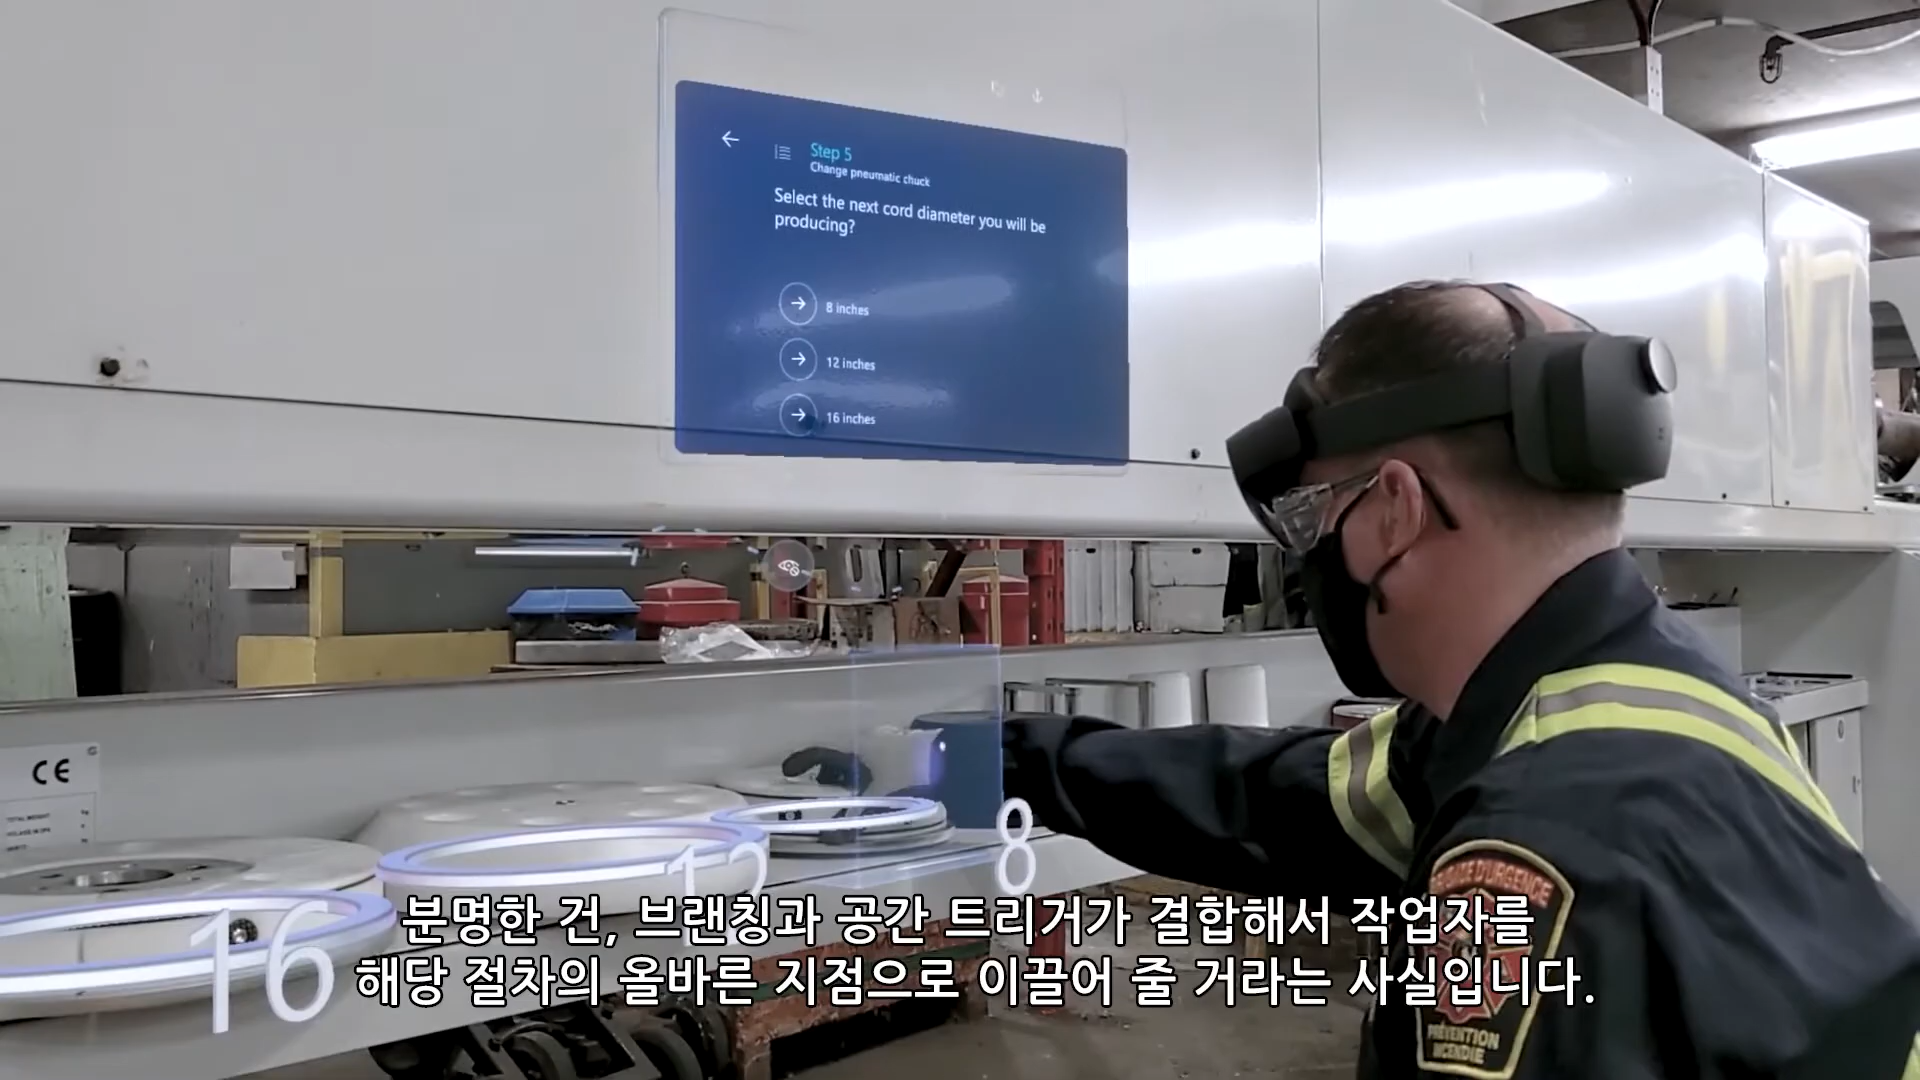 Step 5
Change pneumatic chuck
Select the next cord diameter you will be
producing?
8 inches
12 inches
16 inches
CE
8
12
16
분명한 건, 브랜칭과 공간 트리거가 결합해서 작업자를
해당 절차의 올바른 지점으로 이끌어 줄 거라는 사실입니다.
PRÉVENTION
INCENDIE